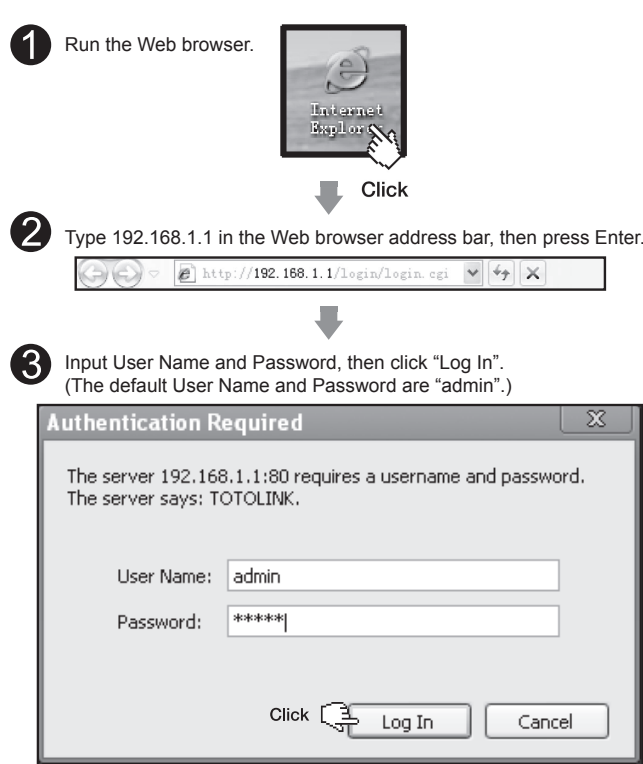 1 Run the Web browser.
Internet
Explorer
Click
2 Type 192.168.1.1 in the Web browser address bar, then press Enter.
http://192.168.1.1/login/login.cgi
3 Input User Name and Password, then click “Log In”.
(The default User Name and Password are “admin”.)
Authentication Required
The server 192.168.1.1:80 requires a username and password.
The server says: TOTOLINK.
User Name: admin
Password: *****
Click Log In Cancel